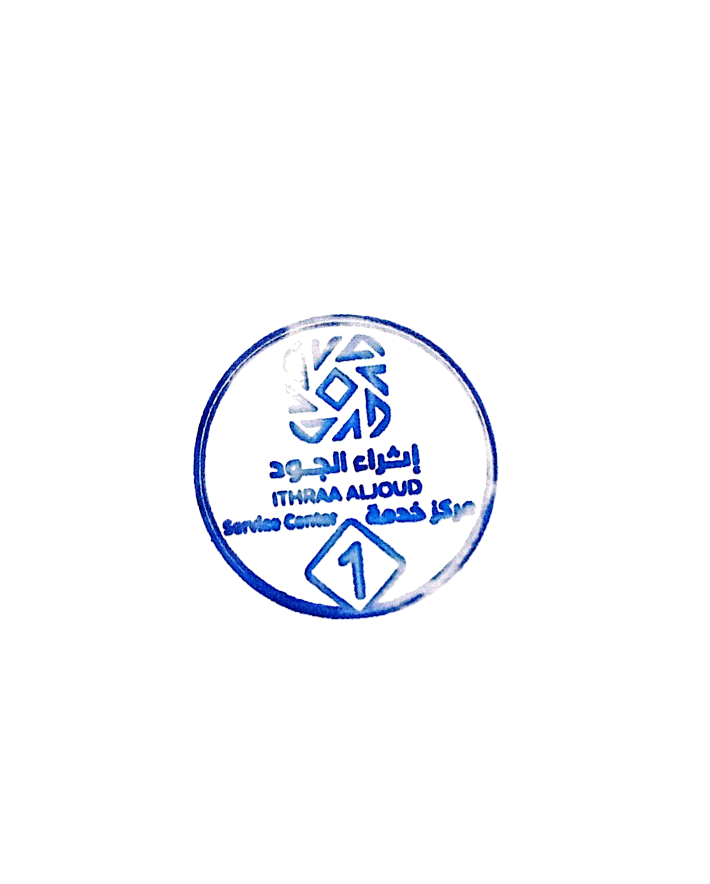 إثراء الجود
ITHRAA ALJOUD
Service Center مركز خدمة
1